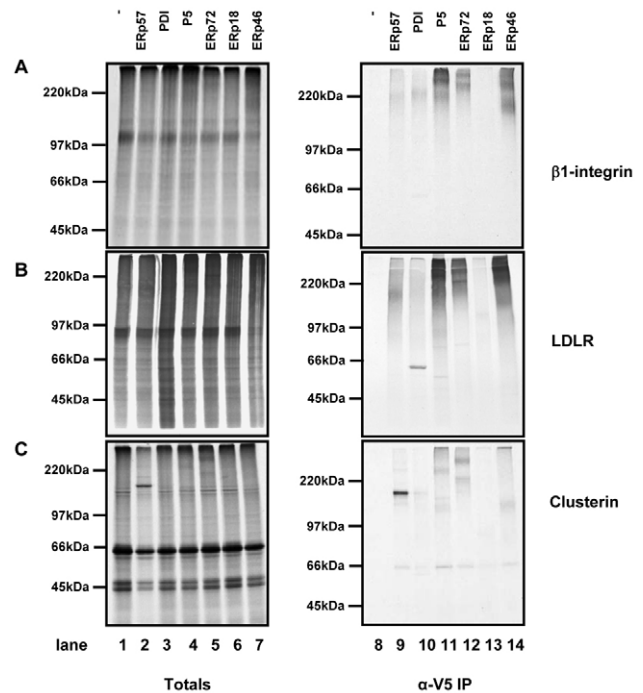 - ERp57 PDI P5 ERp72 ERp18 ERp46 - ERp57 PDI P5 ERp72 ERp18 ERp46
A
220kDa 220kDa
97kDa 97kDa
66kDa 66kDa
45kDa 45kDa
β1-integrin
B
220kDa 220kDa
97kDa 97kDa
66kDa 66kDa
45kDa 45kDa
LDLR
C
220kDa 220kDa
97kDa 97kDa
66kDa 66kDa
45kDa 45kDa
Clusterin
lane 1 2 3 4 5 6 7 8 9 10 11 12 13 14
Totals α-V5 IP